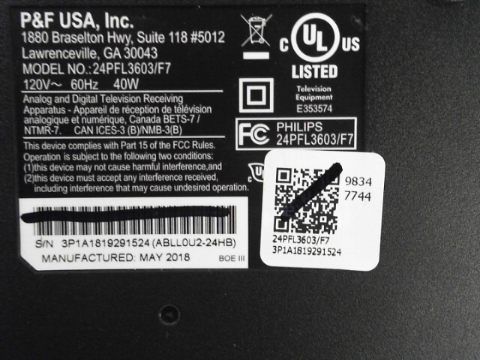 P&F USA, Inc.
1880 Braselton Hwy, Suite 118 #5012
Lawrenceville, GA 30043
MODEL NO.:24PFL3603/F7
120V~ 60Hz 40W
Analog and Digital Television Receiving
Apparatus - Appareil de réception de télévision
analogique et numérique, Canada BETS-7 /
NTMR-7. CAN ICES-3 (B)/NMB-3(B)
This device complies with Part 15 of the FCC Rules.
Operation is subject to the following two conditions:
(1)this device may not cause harmful interference,and
(2)this device must accept any interference received,
including interference that may cause undesired operation.
S/N 3P1A1819291524 (ABLL0U2-24HB)
MANUFACTURED: MAY 2018
BOE III
C UL US
LISTED
Television
Equipment
E353574
FC PHILIPS
24PFL3603/F7
9834
7744
24PFL3603/F7
3P1A1819291524